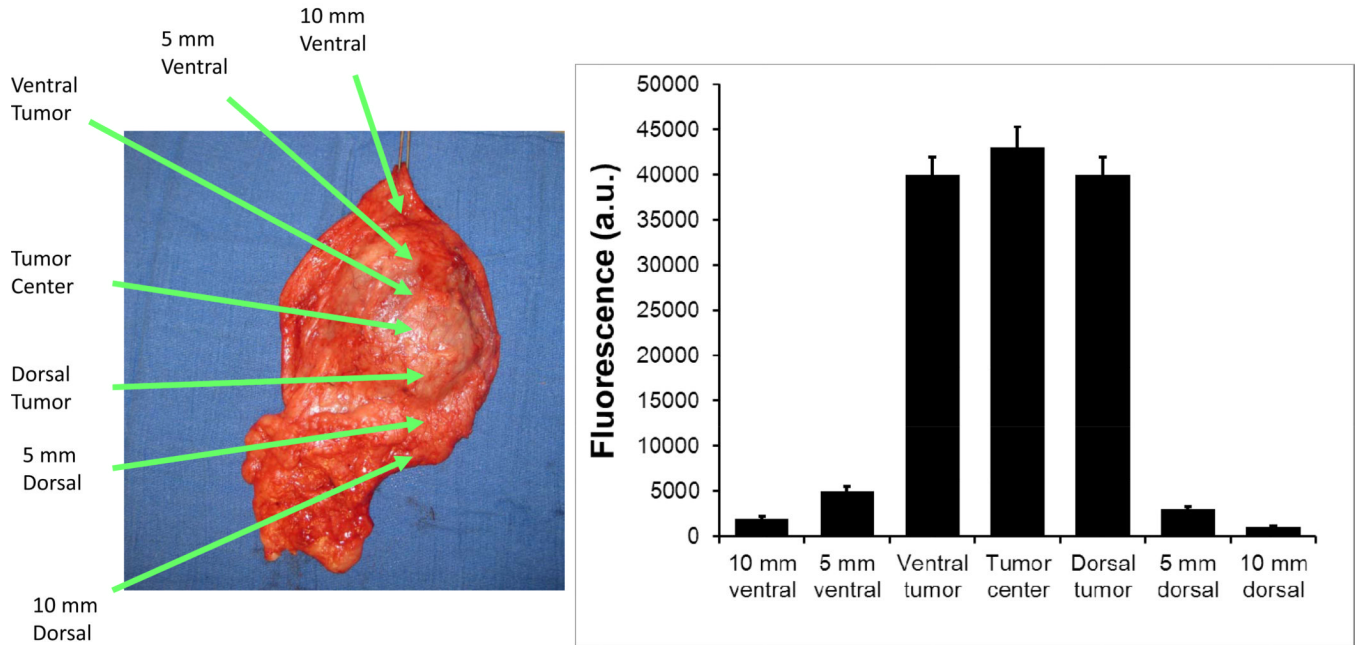 10 mm
Ventral
5 mm
Ventral
Ventral
Tumor
Tumor
Center
Dorsal
Tumor
5 mm
Dorsal
10 mm
Dorsal
Fluorescence (a.u.)
50000
45000
40000
35000
30000
25000
20000
15000
10000
5000
0
10 mm 5 mm Ventral Tumor Dorsal 5 mm 10 mm
ventral ventral tumor center tumor dorsal dorsal